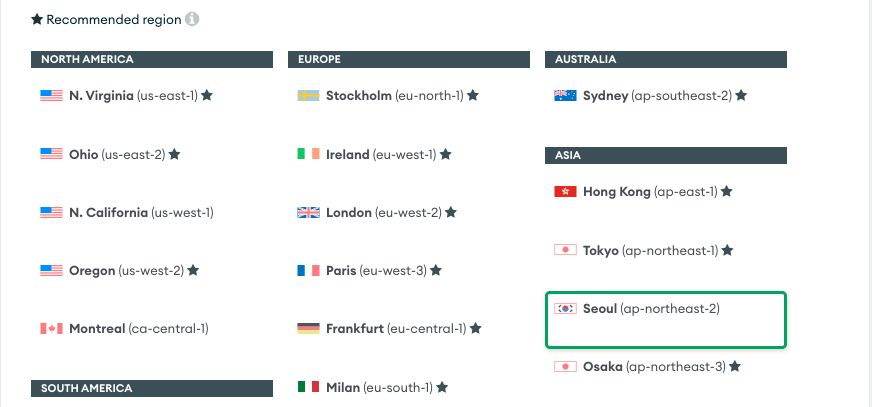 ★ Recommended region
NORTH AMERICA
N. Virginia (us-east-1) ★
Ohio (us-east-2) ★
N. California (us-west-1)
Oregon (us-west-2) ★
Montreal (ca-central-1)
SOUTH AMERICA
EUROPE
Stockholm (eu-north-1) ★
Ireland (eu-west-1) ★
London (eu-west-2) ★
Paris (eu-west-3) ★
Frankfurt (eu-central-1) ★
Milan (eu-south-1) ★
AUSTRALIA
Sydney (ap-southeast-2) ★
ASIA
Hong Kong (ap-east-1) ★
Tokyo (ap-northeast-1) ★
Seoul (ap-northeast-2)
Osaka (ap-northeast-3) ★